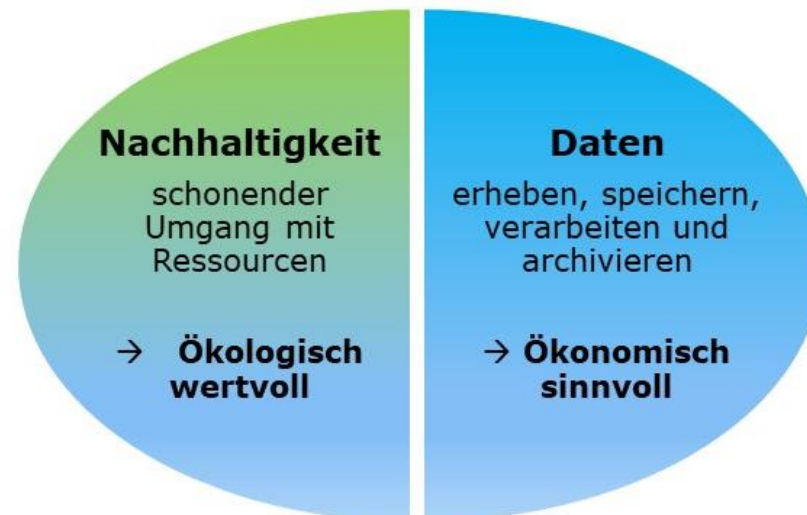 Nachhaltigkeit
schonender
Umgang mit
Ressourcen
→ Ökologisch
wertvoll
Daten
erheben, speichern,
verarbeiten und
archivieren
→ Ökonomisch
sinnvoll